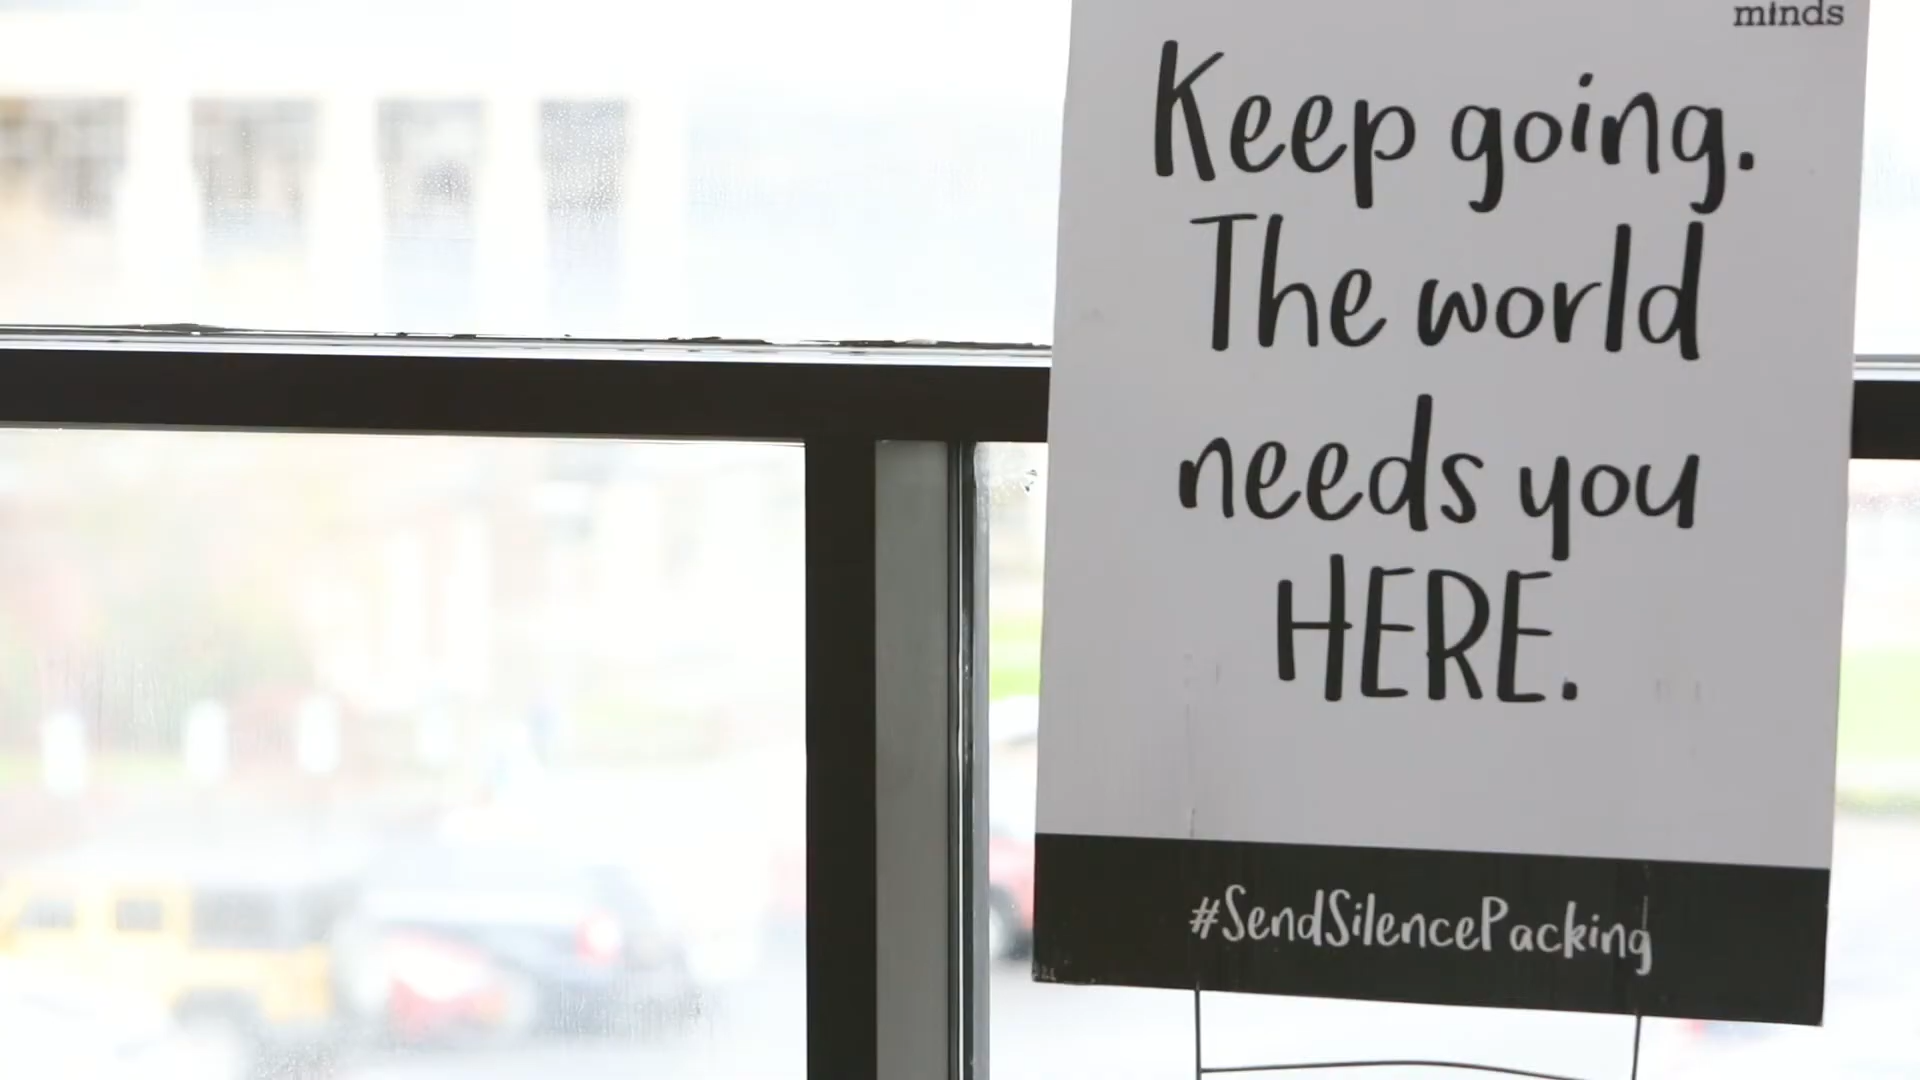 minds
Keep going.
The world
needs you
HERE.
#SendSilencePacking